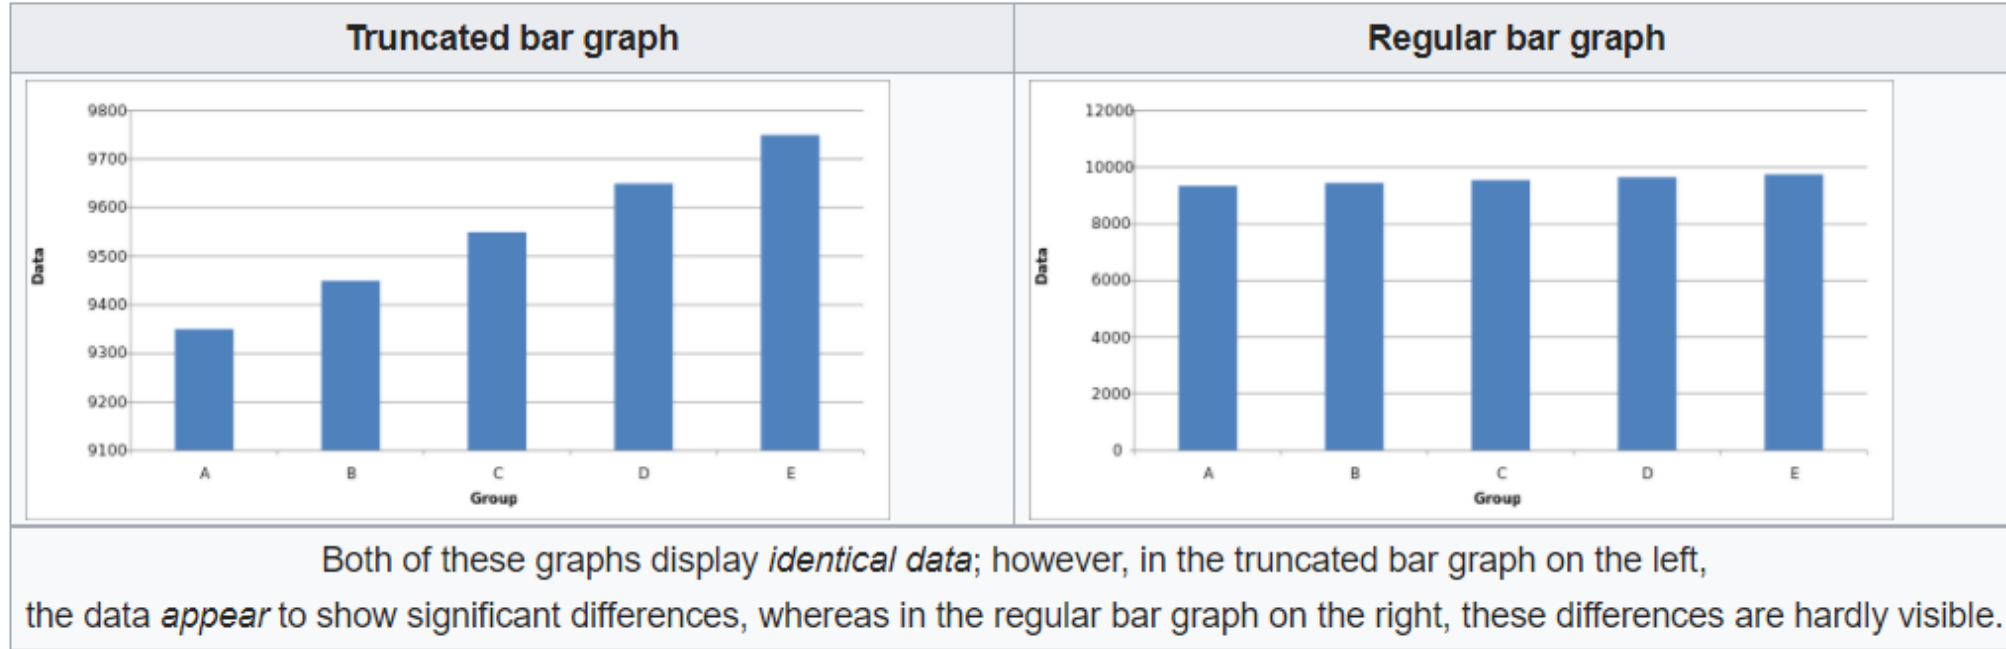 Truncated bar graph
Regular bar graph
9800
9700
9600
9500
9400
9300
9200
9100
Data
A B C D E
Group
12000
10000
8000
6000
4000
2000
0
Data
A B C D E
Group
Both of these graphs display identical data; however, in the truncated bar graph on the left,
the data appear to show significant differences, whereas in the regular bar graph on the right, these differences are hardly visible.